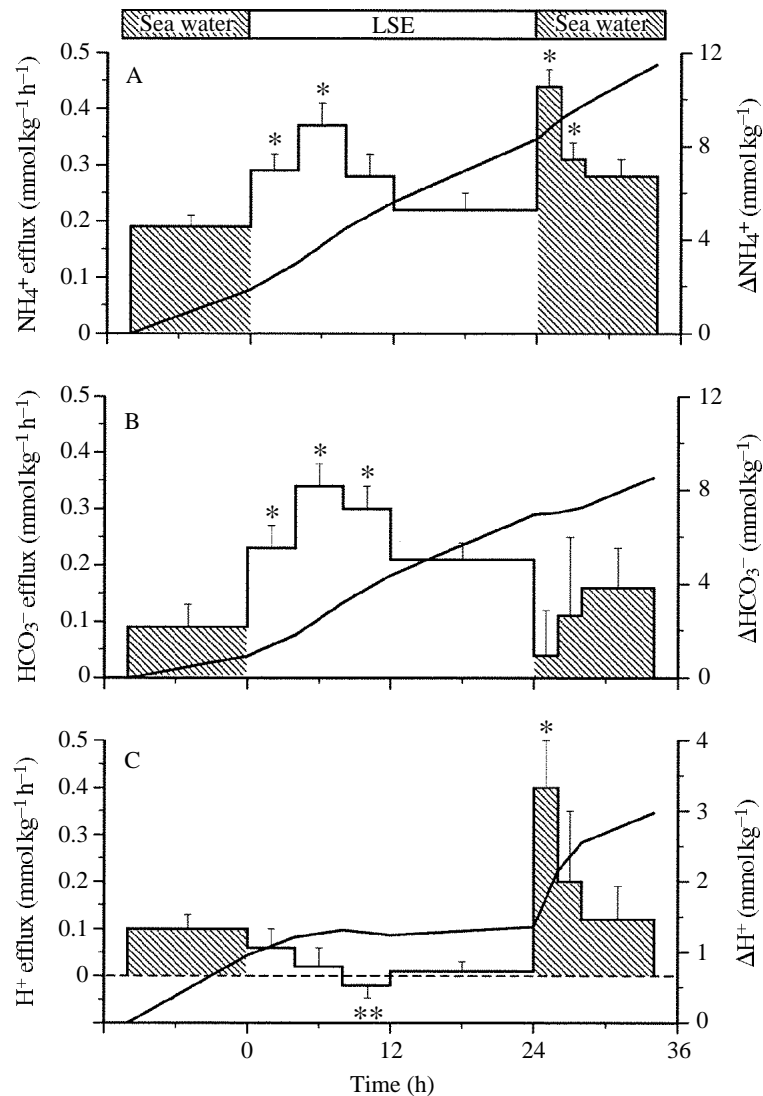 Sea water LSE Sea water
A
NH₄⁺ efflux (mmol kg⁻¹ h⁻¹)
0.5
0.4
0.3
0.2
0.1
0
* * * *
12
8
4
0
ΔNH₄⁺ (mmol kg⁻¹)
B
HCO₃⁻ efflux (mmol kg⁻¹ h⁻¹)
0.5
0.4
0.3
0.2
0.1
0
* * *
12
8
4
0
ΔHCO₃⁻ (mmol kg⁻¹)
C
H⁺ efflux (mmol kg⁻¹ h⁻¹)
0.5
0.4
0.3
0.2
0.1
0
*
**
4
3
2
1
0
ΔH⁺ (mmol kg⁻¹)
0 12 24 36
Time (h)